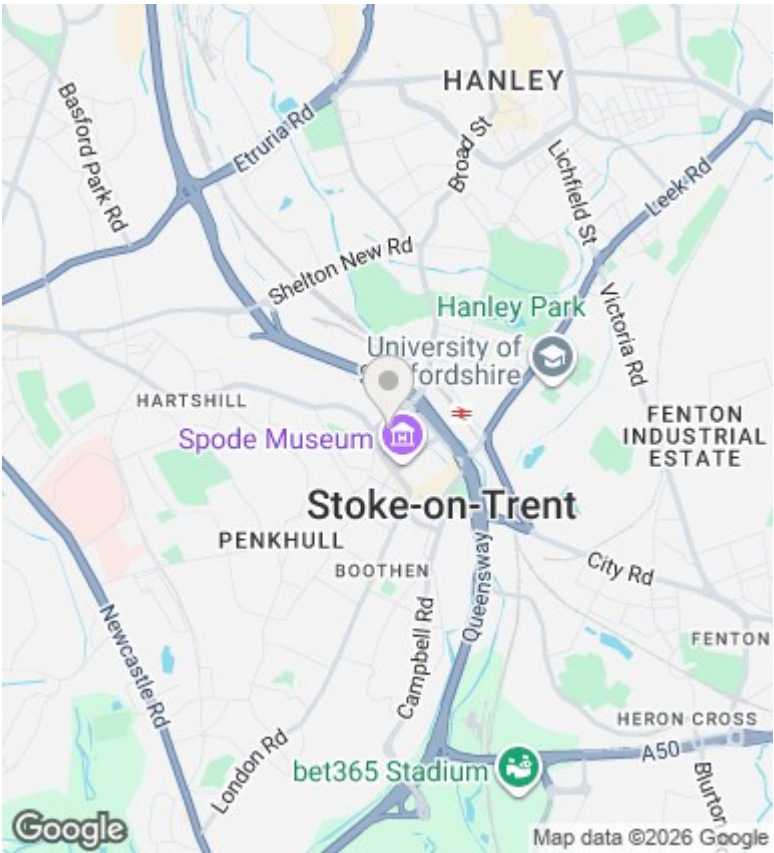 HANLEY
Basford Park Rd
Etruria Rd
Broad St
Lichfield St
Leek Rd
Shelton New Rd
Hanley Park
Victoria Rd
University of
fordshire
HARTSHILL
Spode Museum
FENTON
INDUSTRIAL
ESTATE
Stoke-on-Trent
PENKHULL
BOOTHEN
City Rd
Queensway
Campbell Rd
Newcastle Rd
FENTON
London Rd
HERON CROSS
A50
bet365 Stadium
Blurton
Google
Map data ©2026 Google